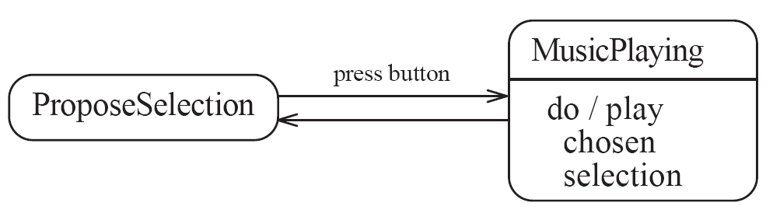 MusicPlaying
press button
ProposeSelection
do / play
chosen
selection